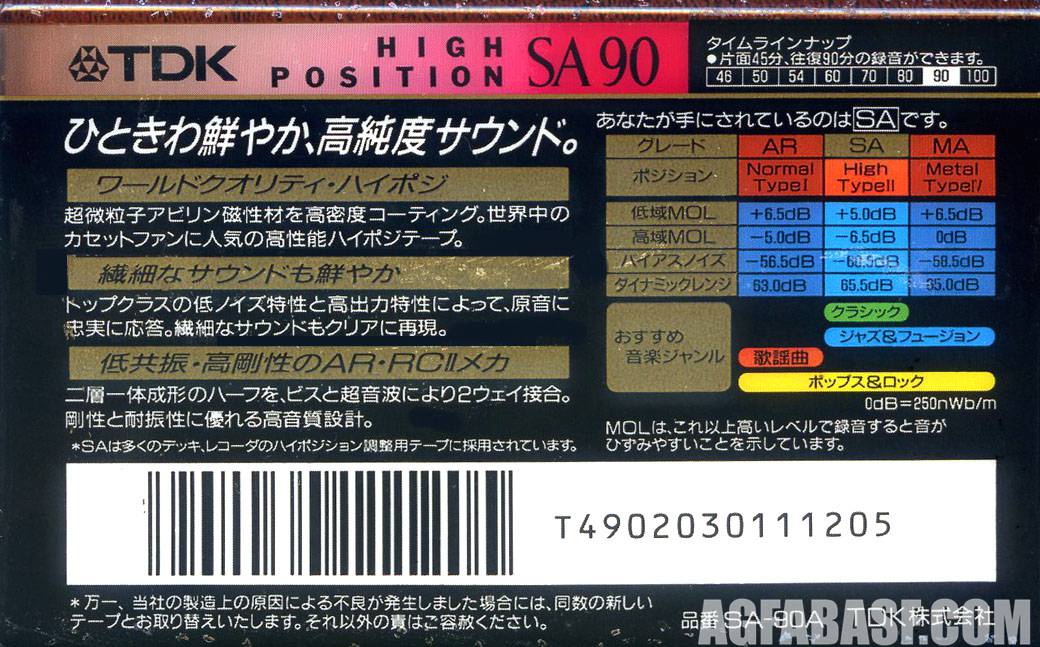 TDK HIGH POSITION SA90
タイムラインナップ
●片面45分、往復90分の録音ができます。
46 50 54 60 70 80 90 100
ひときわ鮮やか、高純度サウンド。
ワールドクオリティ・ハイポジ
超微粒子アビリン磁性材を高密度コーティング。世界中の
カセットファンに人気の高性能ハイポジテープ。
繊細なサウンドも鮮やか
トップクラスの低ノイズ特性と高出力特性によって、原音に
忠実に応答。繊細なサウンドもクリアに再現。
低共振・高剛性のAR・RCⅡメカ
二層一体成形のハーフを、ビスと超音波により2ウェイ接合。
剛性と耐振性に優れる高音質設計。
*SAは多くのデッキ、レコーダのハイポジション調整用テープに採用されています。
あなたが手にされているのはSAです。
グレード AR SA MA
ポジション Normal TypeⅠ High TypeⅡ Metal TypeⅣ
低域MOL +6.5dB +5.0dB +6.5dB
高域MOL -5.0dB -6.5dB 0dB
バイアスノイズ -56.5dB -58.5dB
ダイナミックレンジ 63.0dB 65.5dB 65.0dB
おすすめ
音楽ジャンル
クラシック
ジャズ&フュージョン
歌謡曲
ポップス&ロック
0dB=250nWb/m
MOLは、これ以上高いレベルで録音すると音が
ひずみやすいことを示しています。
T4902030111205
*万一、当社の製造上の原因による不良が発生しました場合には、同数の新しい
テープとお取り替えいたします。それ以外の責はご容赦ください。
品番 SA-90A TDK株式会社
AGFABASF.COM